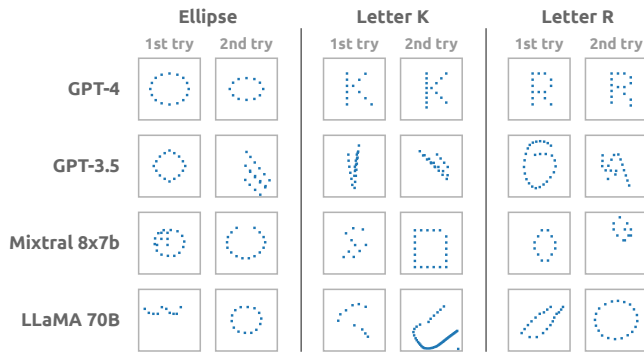 Ellipse Letter K Letter R
1st try 2nd try 1st try 2nd try 1st try 2nd try
GPT-4
GPT-3.5
Mixtral 8x7b
LLaMA 70B